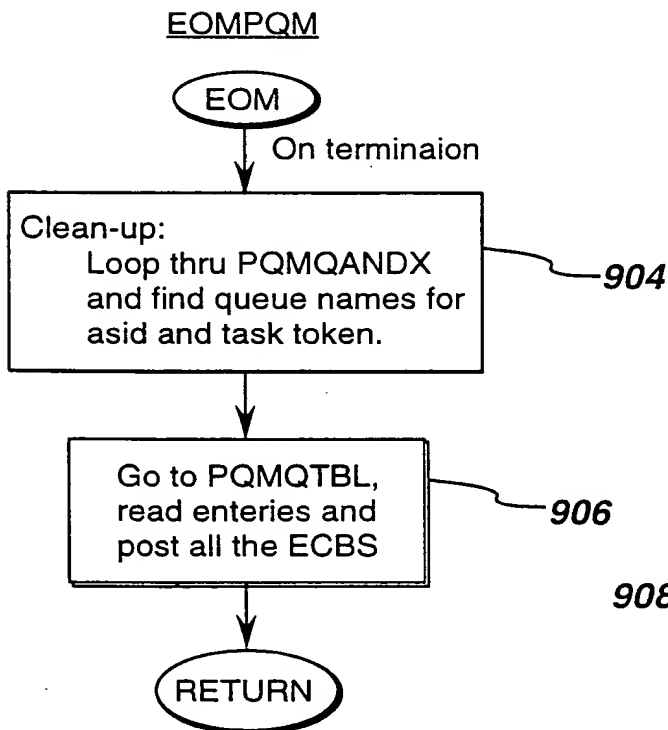 EOMPQM
EOM
On terminaion
Clean-up:
Loop thru PQMQANDX
and find queue names for
asid and task token.
904
Go to PQMQTBL,
read enteries and
post all the ECBS
906
908
RETURN